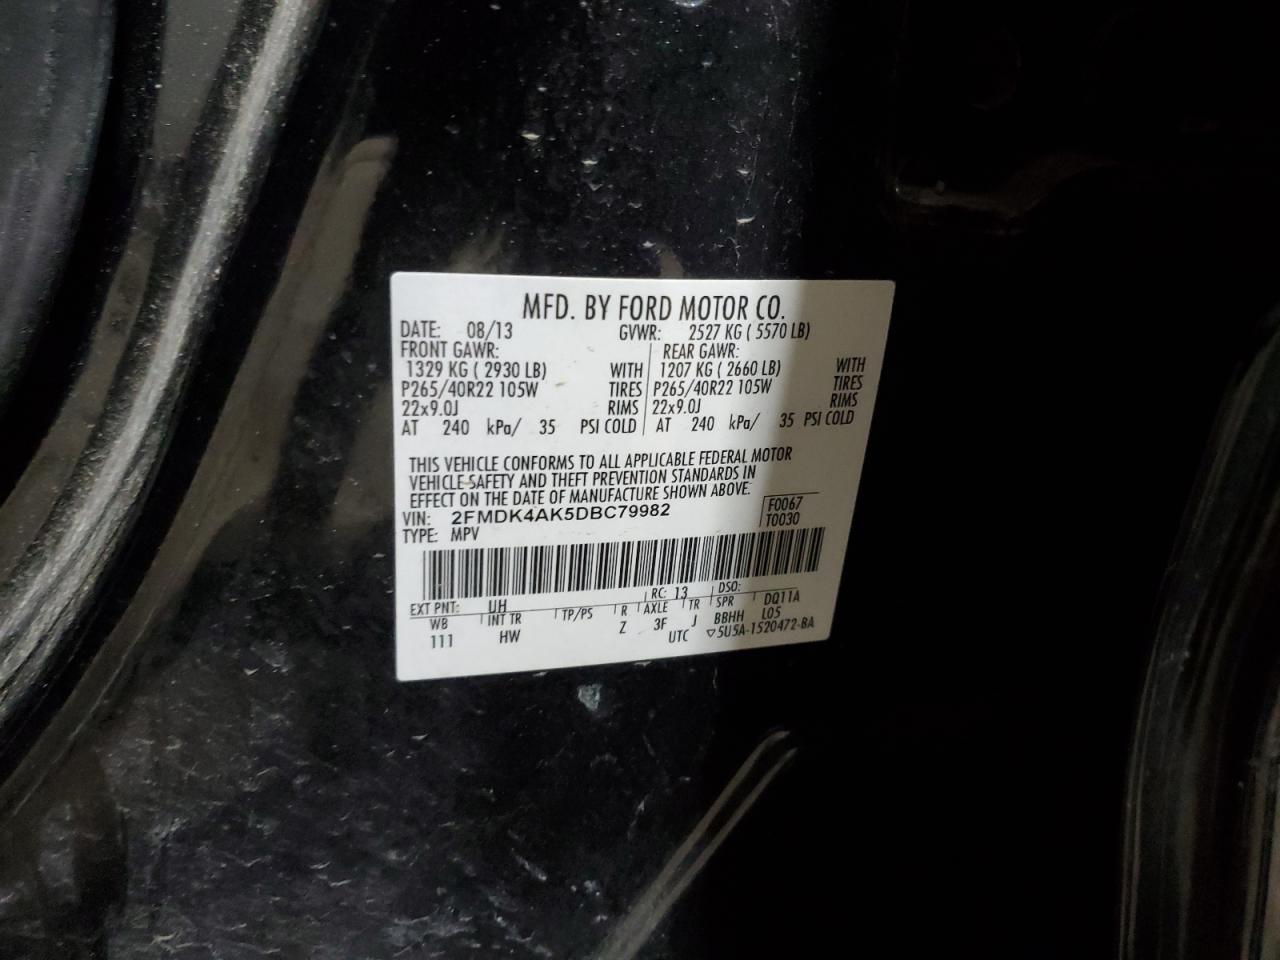 MFD. BY FORD MOTOR CO.
DATE: 08/13 GVWR: 2527 KG ( 5570 LB)
FRONT GAWR: REAR GAWR:
1329 KG ( 2930 LB) WITH 1207 KG ( 2660 LB) WITH
P265/40R22 105W TIRES P265/40R22 105W TIRES
22x9.0J RIMS 22x9.0J RIMS
AT 240 kPa/ 35 PSI COLD AT 240 kPa/ 35 PSI COLD
THIS VEHICLE CONFORMS TO ALL APPLICABLE FEDERAL MOTOR
VEHICLE SAFETY AND THEFT PREVENTION STANDARDS IN
EFFECT ON THE DATE OF MANUFACTURE SHOWN ABOVE.
VIN: 2FMDK4AK5DBC79982 F0067
TYPE: MPV T0030
EXT PNT: UH RC: 13 DSO:
WB INT TR TP/PS R AXLE TR SPR DQ11A
111 HW Z 3F J BBHH L05
UTC ▽5U5A-1520472-BA